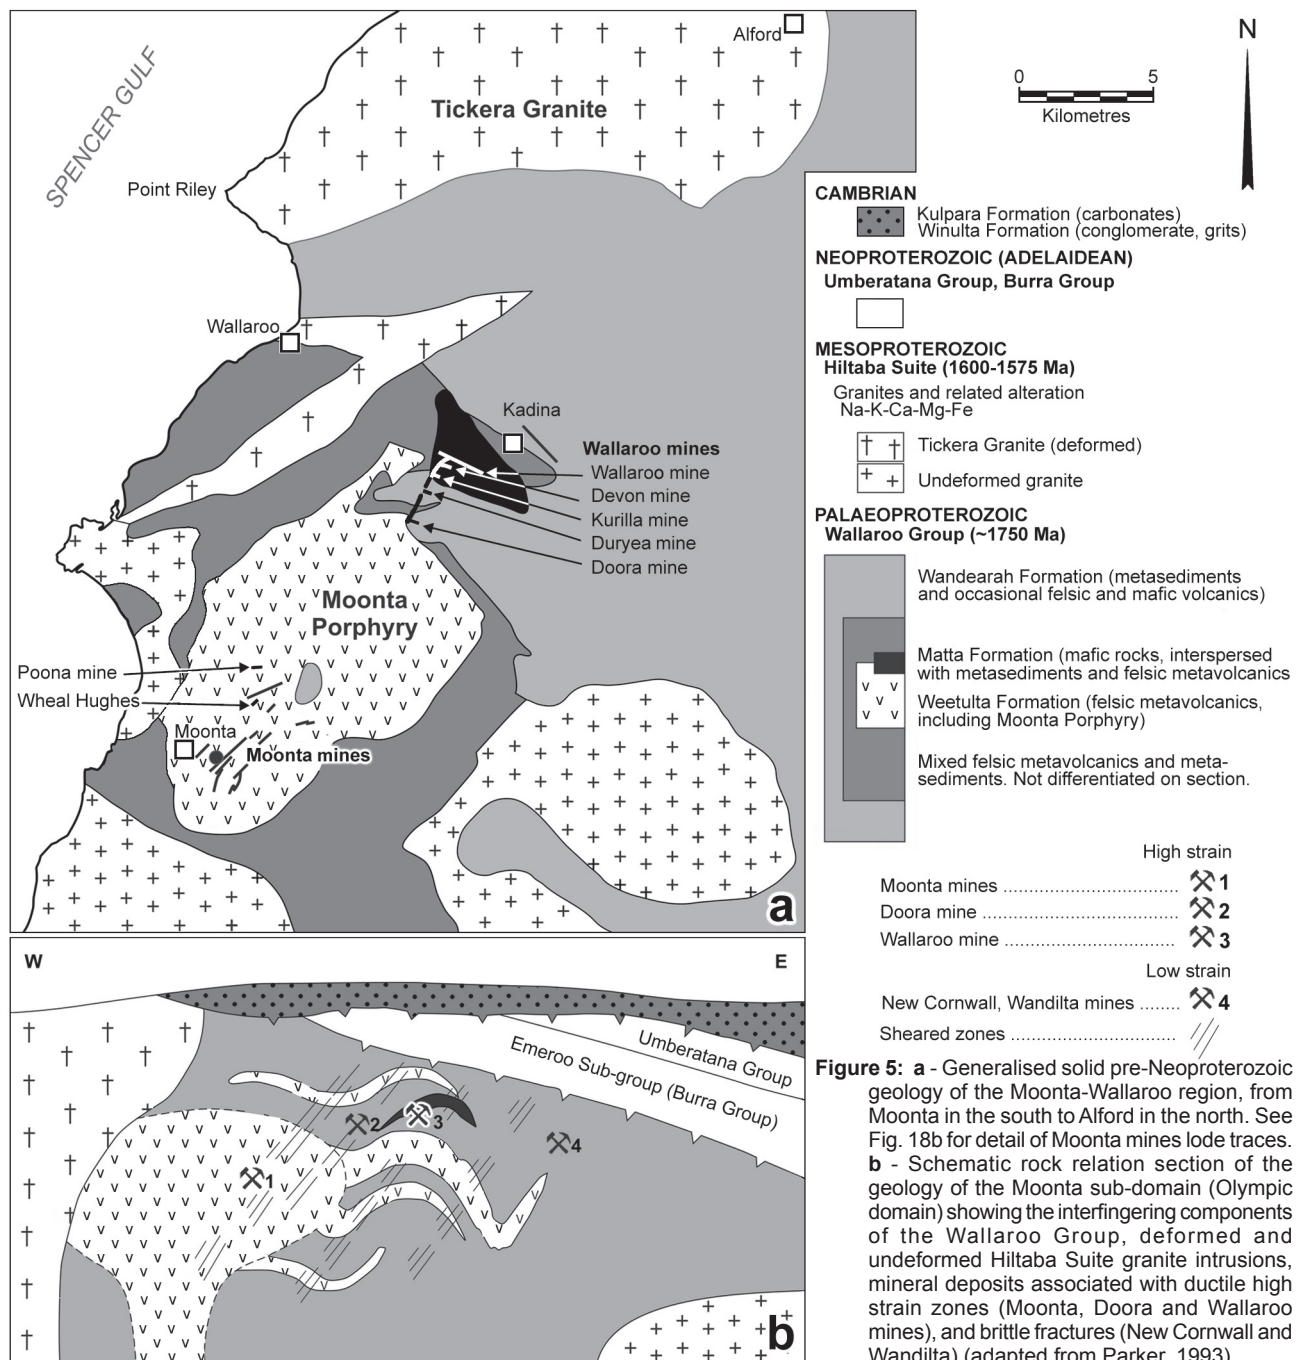 SPENCER GULF
Alford
Tickera Granite
Point Riley
Wallaroo
Kadina
Wallaroo mines
Wallaroo mine
Devon mine
Kurilla mine
Duryea mine
Doora mine
Moonta
Porphyry
Poona mine
Wheal Hughes
Moonta
Moonta mines
a
N
0 5
Kilometres
CAMBRIAN
Kulpara Formation (carbonates)
Winulta Formation (conglomerate, grits)
NEOPROTEROZOIC (ADELAIDEAN)
Umberatana Group, Burra Group
MESOPROTEROZOIC
Hiltaba Suite (1600-1575 Ma)
Granites and related alteration
Na-K-Ca-Mg-Fe
Tickera Granite (deformed)
Undeformed granite
PALAEOPROTEROZOIC
Wallaroo Group (~1750 Ma)
Wandearah Formation (metasediments
and occasional felsic and mafic volcanics)
Matta Formation (mafic rocks, interspersed
with metasediments and felsic metavolcanics
Weetulta Formation (felsic metavolcanics,
including Moonta Porphyry)
Mixed felsic metavolcanics and meta-
sediments. Not differentiated on section.
High strain
Moonta mines ................................. 1
Doora mine ..................................... 2
Wallaroo mine ................................. 3
Low strain
New Cornwall, Wandilta mines ........ 4
Sheared zones ................................
W
E
Umberatana Group
Emeroo Sub-group (Burra Group)
1
2
3
4
b
Figure 5: a - Generalised solid pre-Neoproterozoic
geology of the Moonta-Wallaroo region, from
Moonta in the south to Alford in the north. See
Fig. 18b for detail of Moonta mines lode traces.
b - Schematic rock relation section of the
geology of the Moonta sub-domain (Olympic
domain) showing the interfingering components
of the Wallaroo Group, deformed and
undeformed Hiltaba Suite granite intrusions,
mineral deposits associated with ductile high
strain zones (Moonta, Doora and Wallaroo
mines), and brittle fractures (New Cornwall and
Wandilta) (adapted from Parker, 1993)